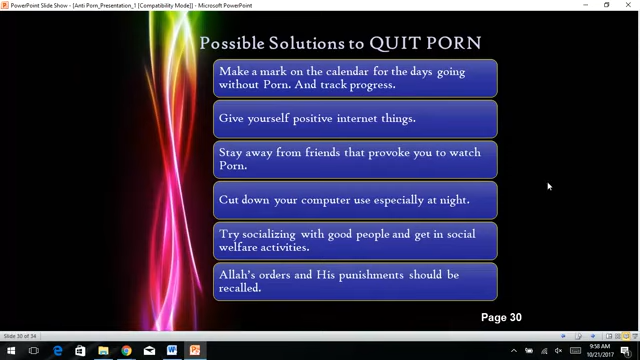 PowerPoint Slide Show - [Anti Porn_Presentation_1 [Compatibility Mode]] - Microsoft PowerPoint
Possible Solutions to QUIT PORN
Make a mark on the calendar for the days going
without Porn. And track progress.
Give yourself positive internet things.
Stay away from friends that provoke you to watch
Porn.
Cut down your computer use especially at night.
Try socializing with good people and get in social
welfare activities.
Allah's orders and His punishments should be
recalled.
Page 30
Slide 30 of 34
9:58 AM
10/21/2017